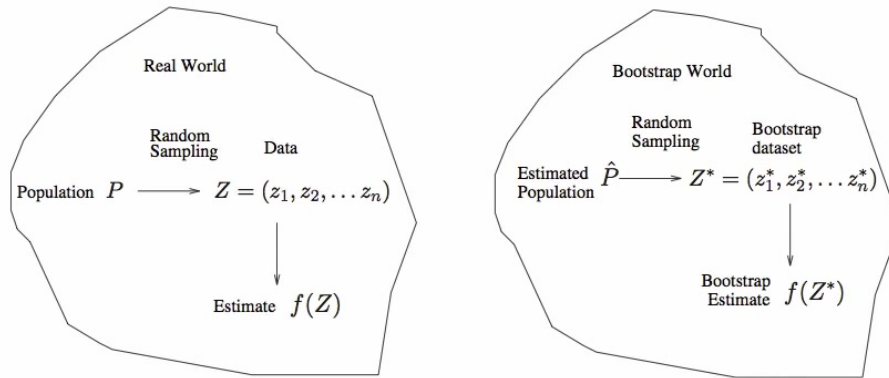 Real World
Random
Sampling
Data
Population P
Z = (z₁, z₂, … zₙ)
Estimate f(Z)
Bootstrap World
Random
Sampling
Bootstrap
dataset
Estimated
Population
P̂
Z* = (z₁*, z₂*, … zₙ*)
Bootstrap
Estimate f(Z*)